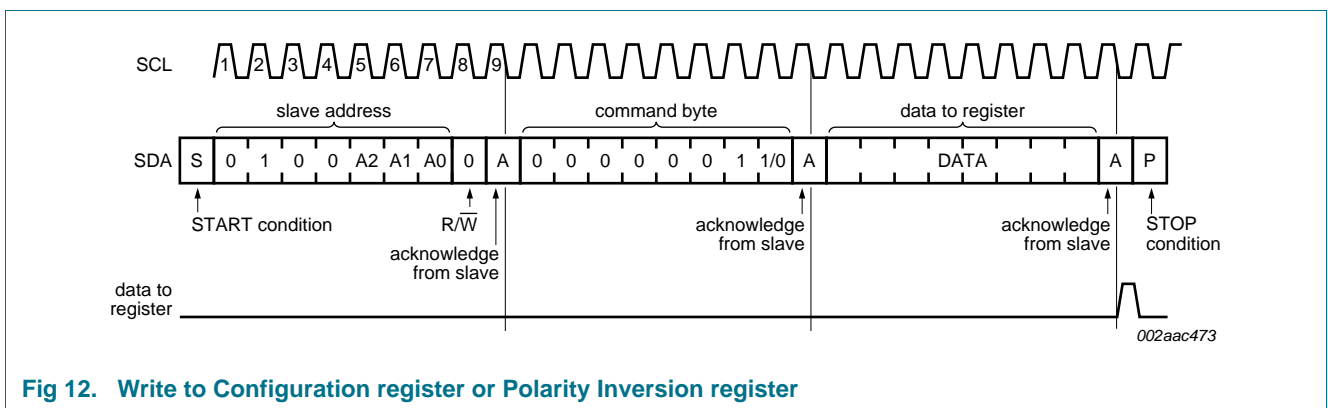 SCL 1 2 3 4 5 6 7 8 9
slave address command byte data to register
SDA S 0 1 0 0 A2 A1 A0 0 A 0 0 0 0 0 0 1 1/0 A DATA A P
START condition R/W̅ acknowledge from slave acknowledge from slave acknowledge from slave STOP condition
data to
register
002aac473
Fig 12. Write to Configuration register or Polarity Inversion register